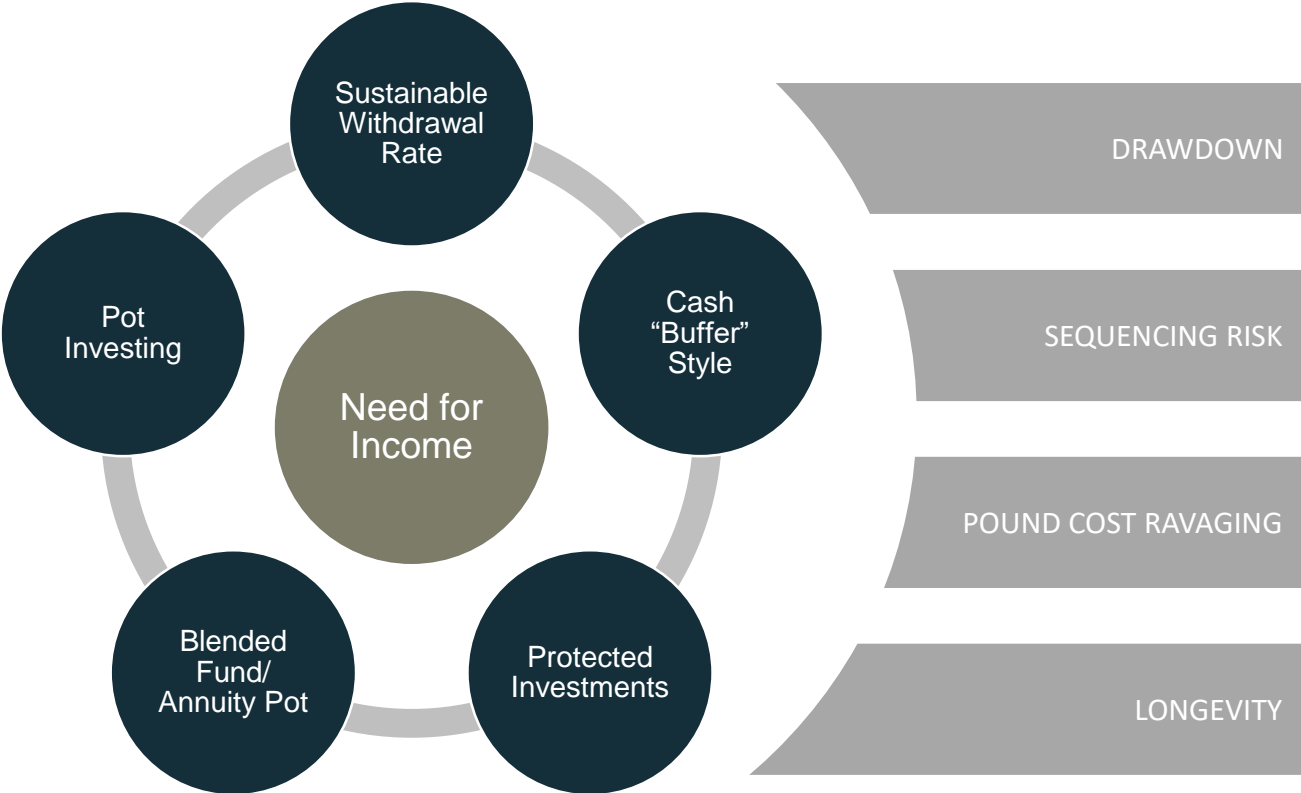 Sustainable
Withdrawal
Rate
Cash
“Buffer”
Style
Protected
Investments
Blended
Fund/
Annuity Pot
Pot
Investing
Need for
Income
DRAWDOWN
SEQUENCING RISK
POUND COST RAVAGING
LONGEVITY